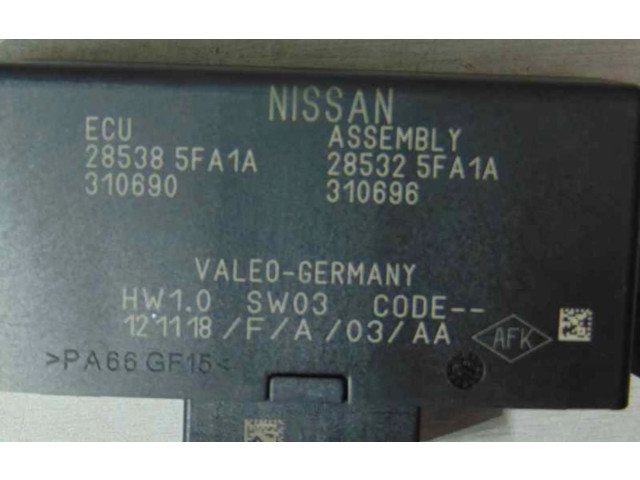 NISSAN
ECU ASSEMBLY
28538 5FA1A 28532 5FA1A
310690 310696
VALEO-GERMANY
HW1.0 SW03 CODE--
121118/F/A/03/AA AFK
>PA66 GF15<